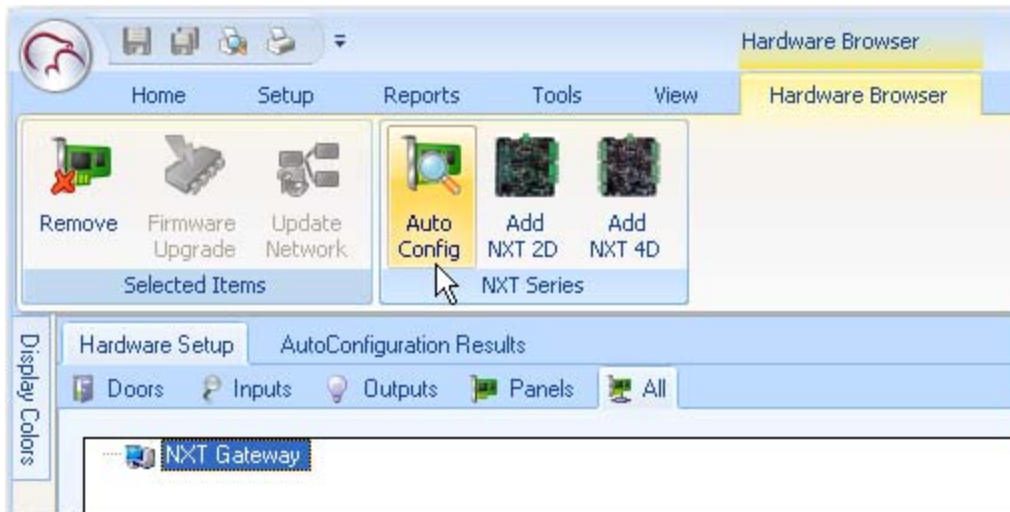 Hardware Browser
Home Setup Reports Tools View Hardware Browser
Remove Firmware Upgrade Update Network Auto Config Add NXT 2D Add NXT 4D
Selected Items NXT Series
Display Colors
Hardware Setup AutoConfiguration Results
Doors Inputs Outputs Panels All
NXT Gateway